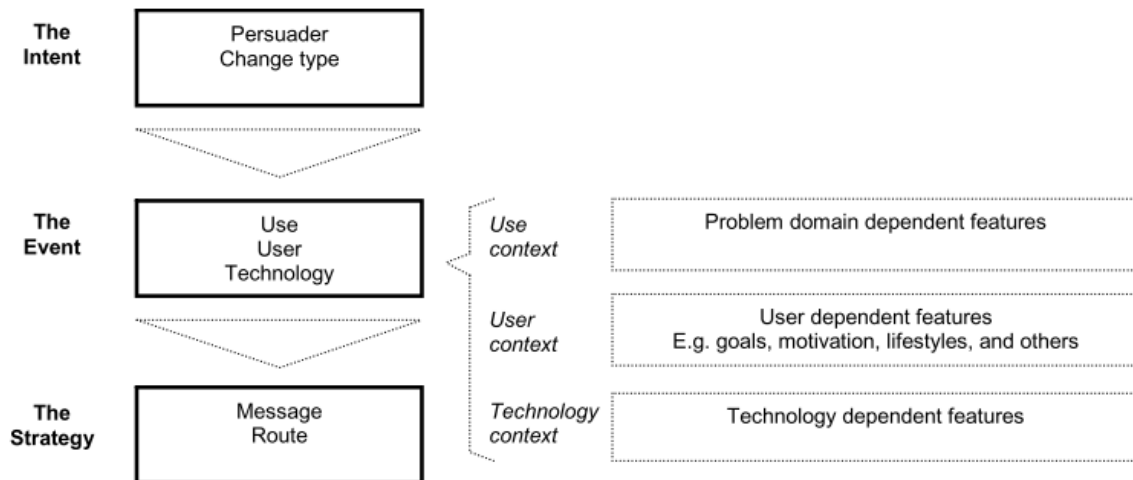 The
Intent
Persuader
Change type
The
Event
Use
User
Technology
Use
context
Problem domain dependent features
User
context
User dependent features
E.g. goals, motivation, lifestyles, and others
The
Strategy
Message
Route
Technology
context
Technology dependent features